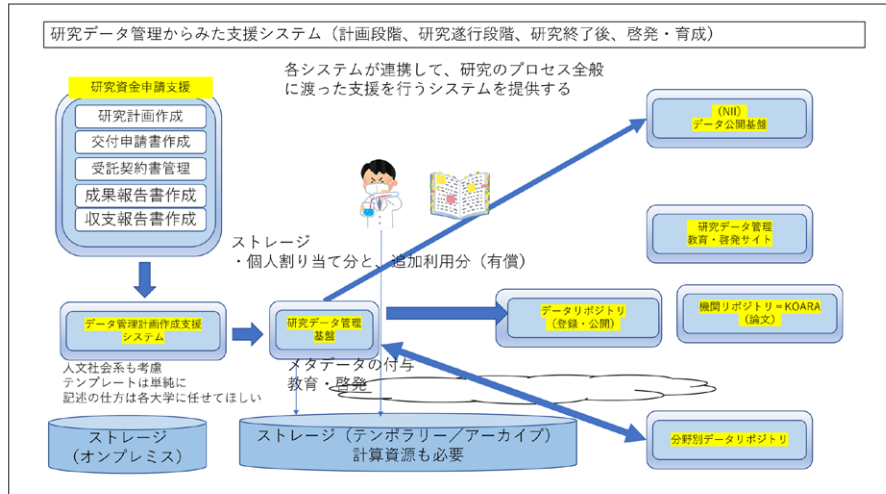 研究データ管理からみた支援システム（計画段階、研究遂行段階、研究終了後、啓発・育成）
各システムが連携して、研究のプロセス全般
に渡った支援を行うシステムを提供する
研究資金申請支援
研究計画作成
交付申請書作成
受託契約書管理
成果報告書作成
収支報告書作成
（NII）
データ公開基盤
研究データ管理
教育・啓発サイト
ストレージ
・個人割り当て分と、追加利用分（有償）
データ管理計画作成支援
システム
研究データ管理
基盤
データリポジトリ
（登録・公開）
機関リポジトリ＝KOARA
（論文）
人文社会系も考慮
テンプレートは単純に
記述の仕方は各大学に任せてほしい
メタデータの付与
教育・啓発
ストレージ
（オンプレミス）
ストレージ（テンポラリー／アーカイブ）
計算資源も必要
分野別データリポジトリ